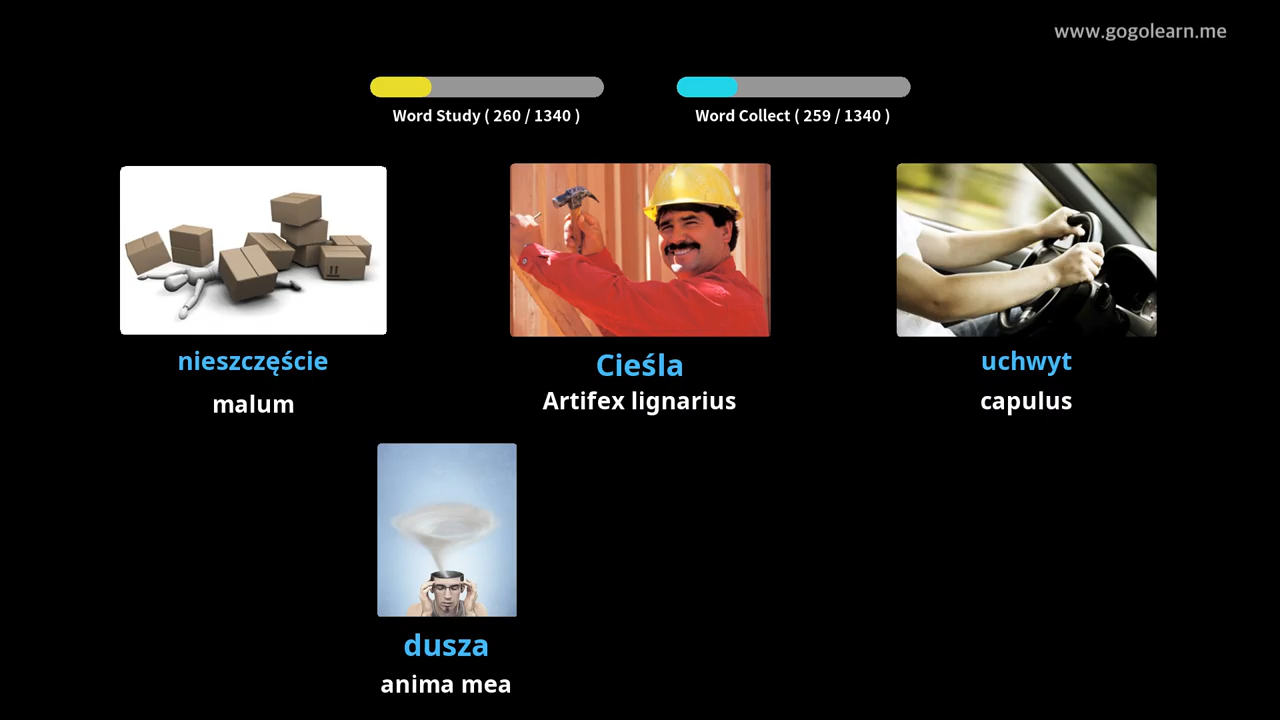 www.gogolearn.me
Word Study ( 260 / 1340 )
Word Collect ( 259 / 1340 )
nieszczęście
malum
Cieśla
Artifex lignarius
uchwyt
capulus
dusza
anima mea